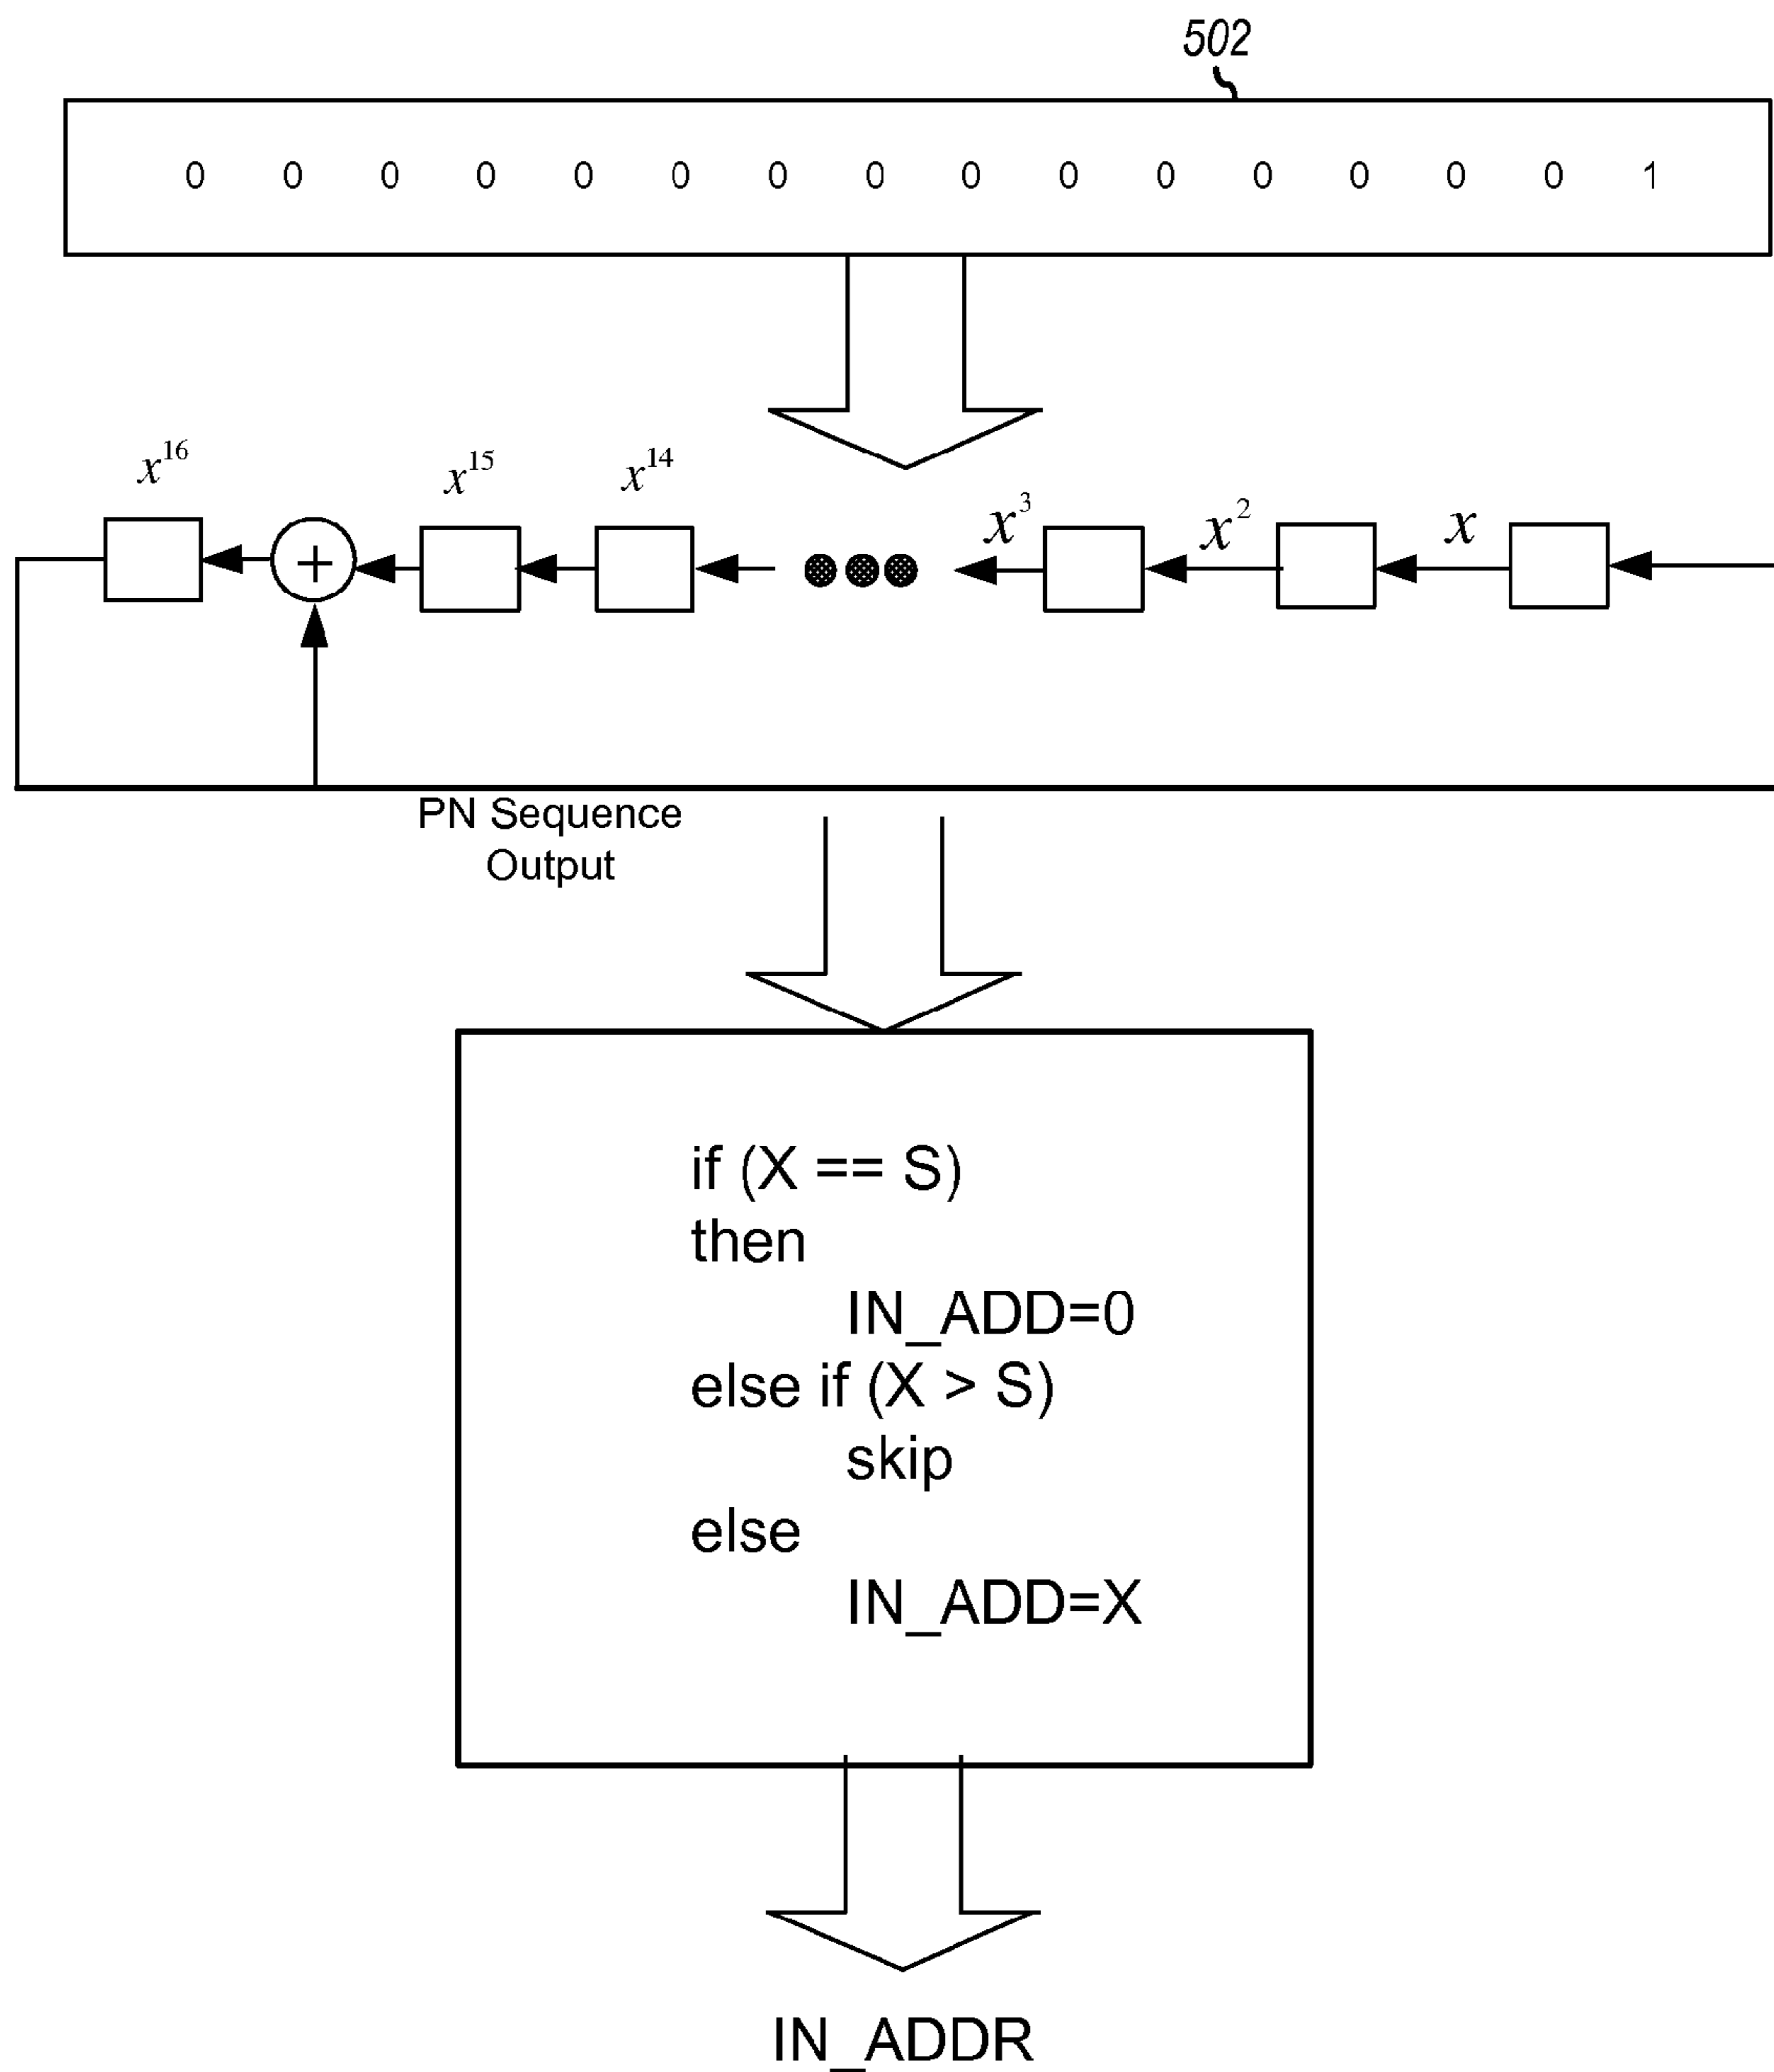 502
0 0 0 0 0 0 0 0 0 0 0 0 0 0 0 1
x¹⁶ x¹⁵ x¹⁴ x³ x² x
+
PN Sequence
Output
if (X == S)
then
IN_ADD=0
else if (X > S)
skip
else
IN_ADD=X
IN_ADDR